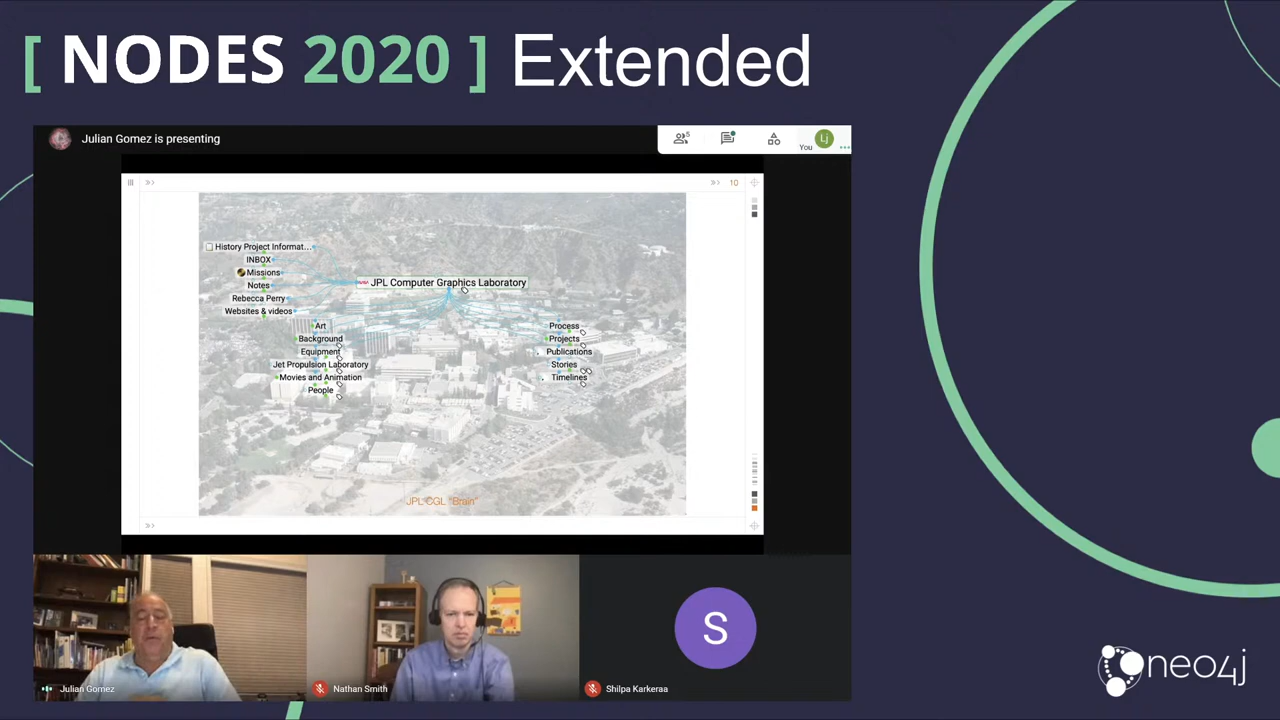 [ NODES 2020 ] Extended
Julian Gomez is presenting
5
You
Lj
10
History Project Informat...
INBOX
Missions
Notes
Rebecca Perry
Websites & videos
JPL Computer Graphics Laboratory
Art
Background
Equipment
Jet Propulsion Laboratory
Movies and Animation
People
Process
Projects
Publications
Stories
Timelines
JPL CGL "Brain"
S
Julian Gomez
Nathan Smith
Shilpa Karkeraa
neo4j